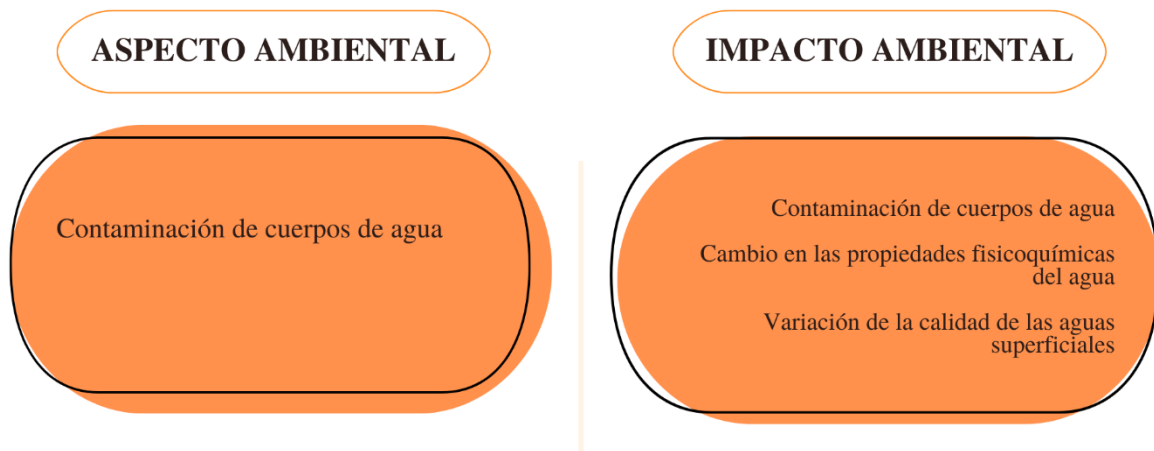 ASPECTO AMBIENTAL
Contaminación de cuerpos de agua
IMPACTO AMBIENTAL
Contaminación de cuerpos de agua
Cambio en las propiedades fisicoquímicas
del agua
Variación de la calidad de las aguas
superficiales